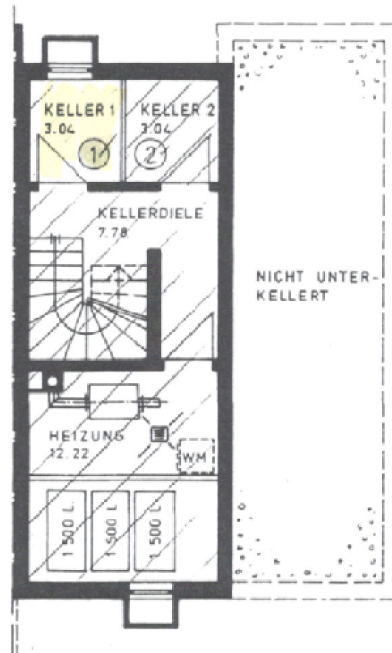 KELLER 1
3.04
1
KELLER 2
3.04
2
KELLERDIELE
7.78
NICHT UNTER-
KELLERT
HEIZUNG
12.22
WM
1500 L
1500 L
1500 L